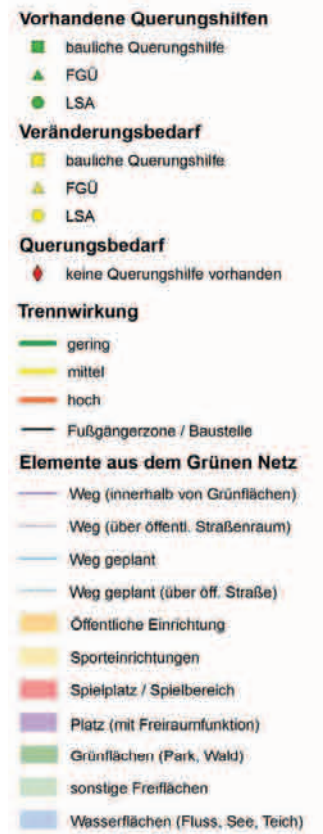 Vorhandene Querungshilfen
bauliche Querungshilfe
FGÜ
LSA
Veränderungsbedarf
bauliche Querungshilfe
FGÜ
LSA
Querungsbedarf
keine Querungshilfe vorhanden
Trennwirkung
gering
mittel
hoch
Fußgängerzone / Baustelle
Elemente aus dem Grünen Netz
Weg (innerhalb von Grünflächen)
Weg (über öffentl. Straßenraum)
Weg geplant
Weg geplant (über öff. Straße)
Öffentliche Einrichtung
Sporteinrichtungen
Spielplatz / Spielbereich
Platz (mit Freiraumfunktion)
Grünflächen (Park, Wald)
sonstige Freiflächen
Wasserflächen (Fluss, See, Teich)